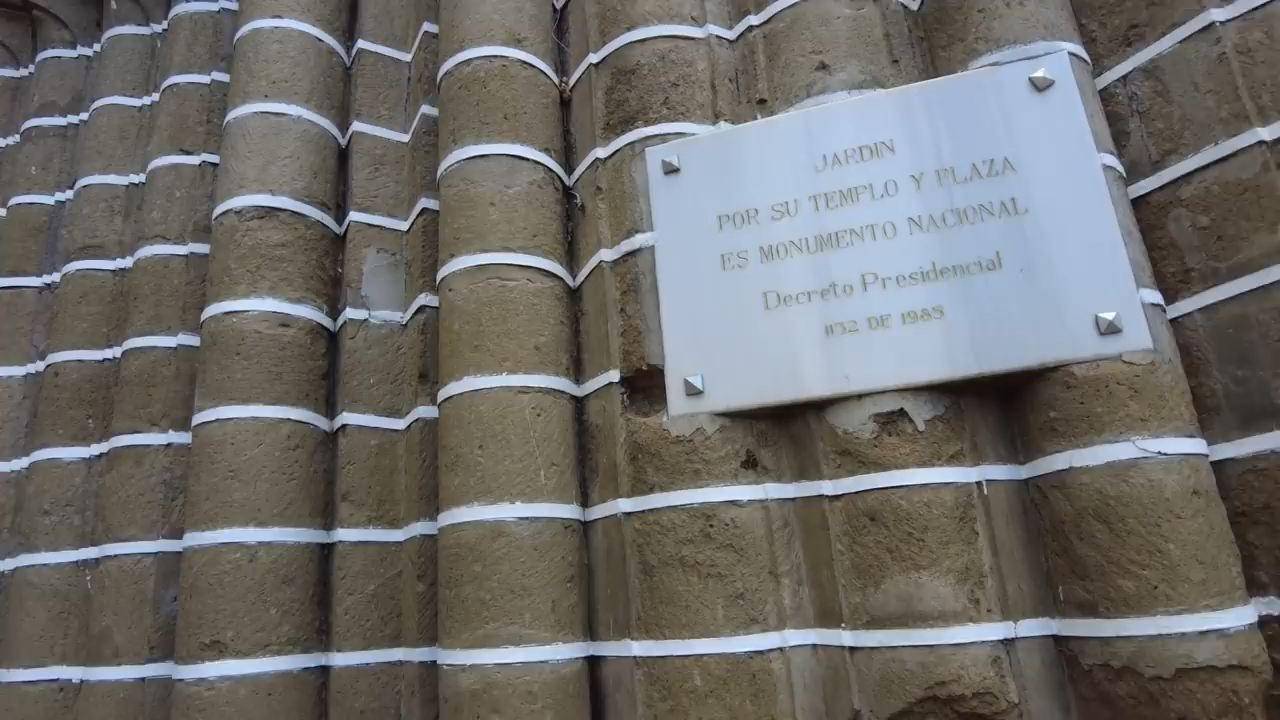 JARDIN
POR SU TEMPLO Y PLAZA
ES MONUMENTO NACIONAL
Decreto Presidencial
1132 DE 1985